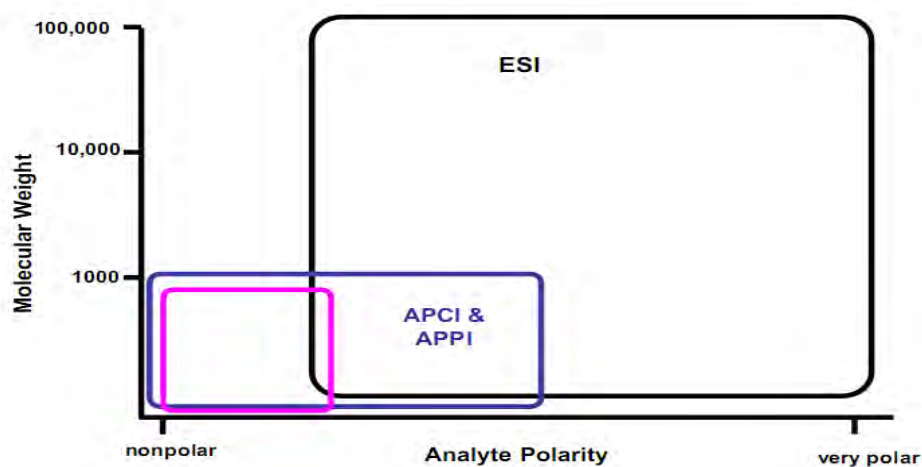 100,000
ESI
10,000
Molecular Weight
1000
APCI &
APPI
nonpolar
Analyte Polarity
very polar